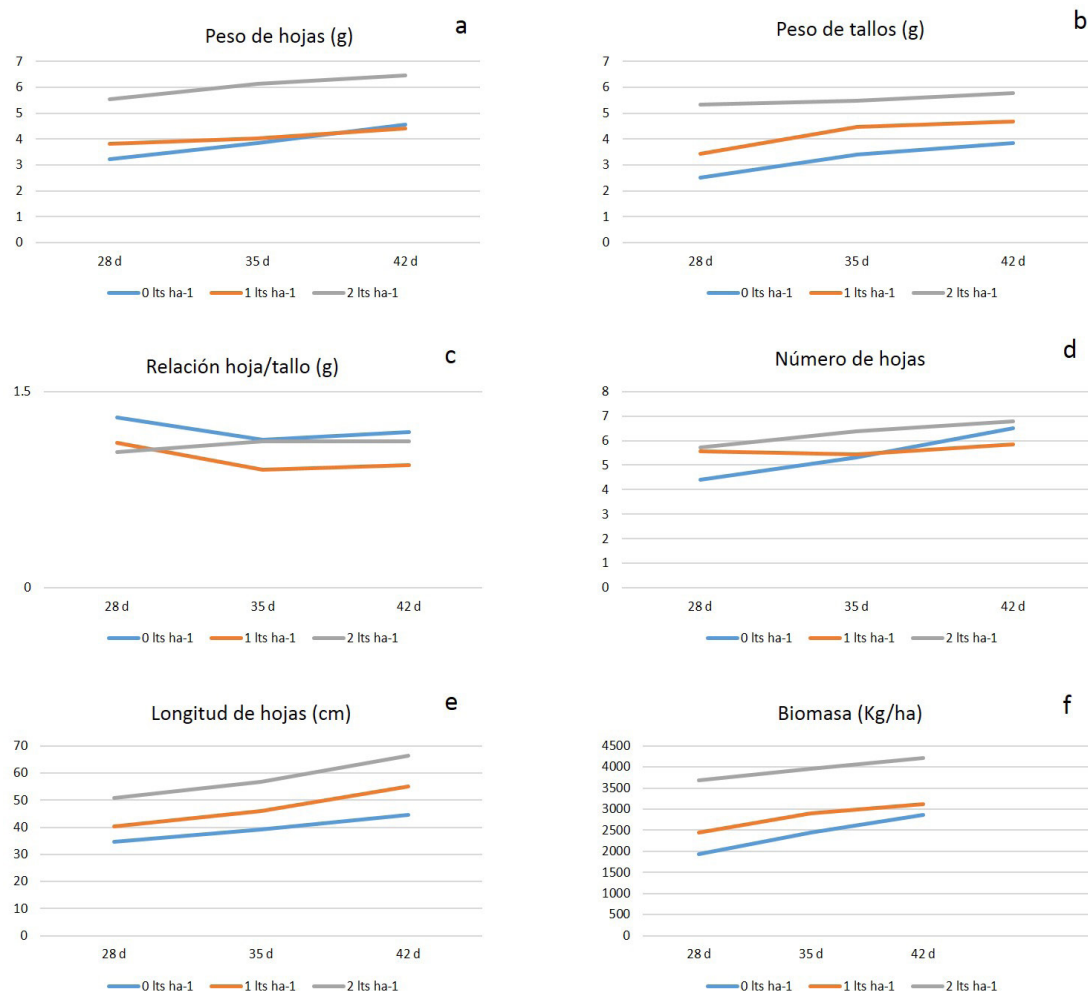 Peso de hojas (g) a
7
6
5
4
3
2
1
0
28 d 35 d 42 d
0 lts ha-1 1 lts ha-1 2 lts ha-1
Peso de tallos (g) b
7
6
5
4
3
2
1
0
28 d 35 d 42 d
0 lts ha-1 1 lts ha-1 2 lts ha-1
Relación hoja/tallo (g) c
1.5
0
28 d 35 d 42 d
0 lts ha-1 1 lts ha-1 2 lts ha-1
Número de hojas d
8
7
6
5
4
3
2
1
0
28 d 35 d 42 d
0 lts ha-1 1 lts ha-1 2 lts ha-1
Longitud de hojas (cm) e
70
60
50
40
30
20
10
0
28 d 35 d 42 d
0 lts ha-1 1 lts ha-1 2 lts ha-1
Biomasa (Kg/ha) f
4500
4000
3500
3000
2500
2000
1500
1000
500
0
28 d 35 d 42 d
0 lts ha-1 1 lts ha-1 2 lts ha-1